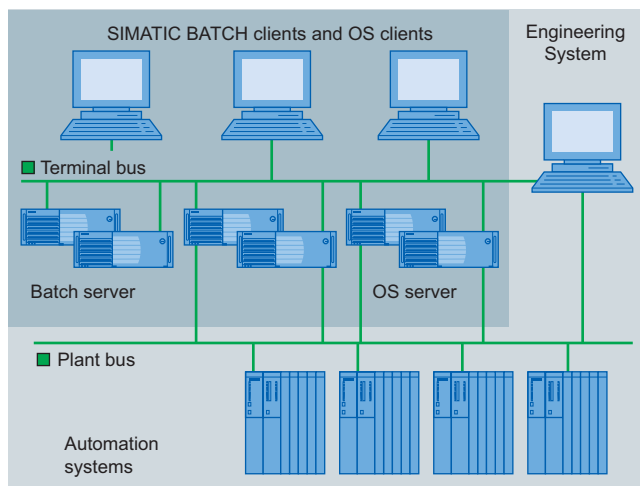 SIMATIC BATCH clients and OS clients
Engineering
System
Terminal bus
Batch server
OS server
Plant bus
Automation
systems